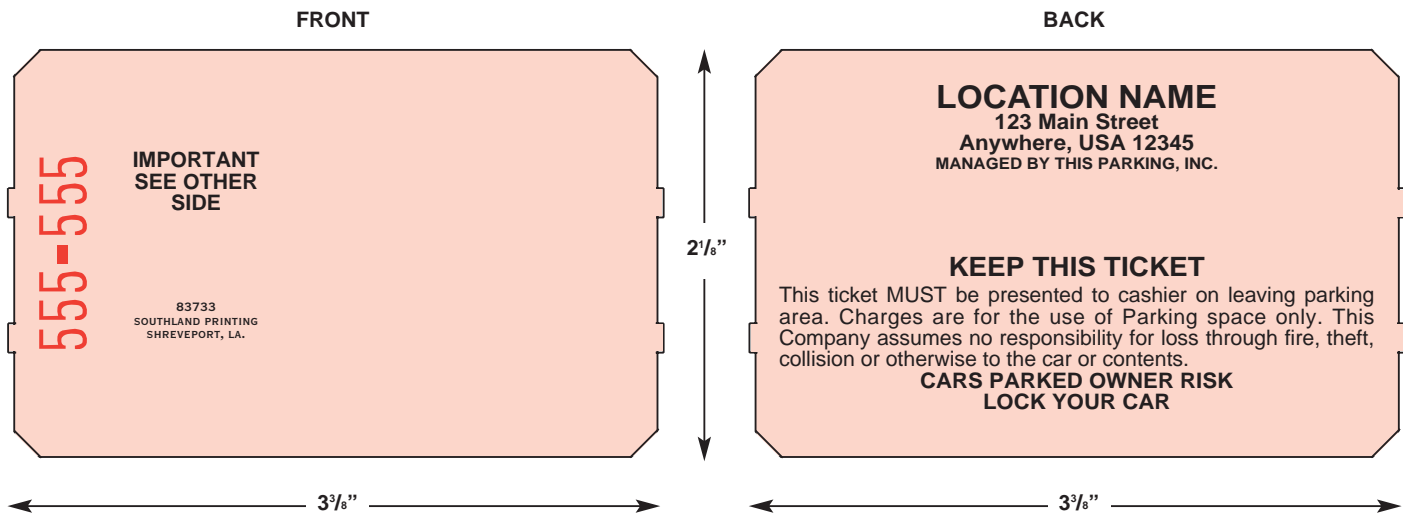 FRONT
555-555
IMPORTANT
SEE OTHER
SIDE
83733
SOUTHLAND PRINTING
SHREVEPORT, LA.
3³/₈”
2¹/₈”
BACK
LOCATION NAME
123 Main Street
Anywhere, USA 12345
MANAGED BY THIS PARKING, INC.
KEEP THIS TICKET
This ticket MUST be presented to cashier on leaving parking
area. Charges are for the use of Parking space only. This
Company assumes no responsibility for loss through fire, theft,
collision or otherwise to the car or contents.
CARS PARKED OWNER RISK
LOCK YOUR CAR
3³/₈”